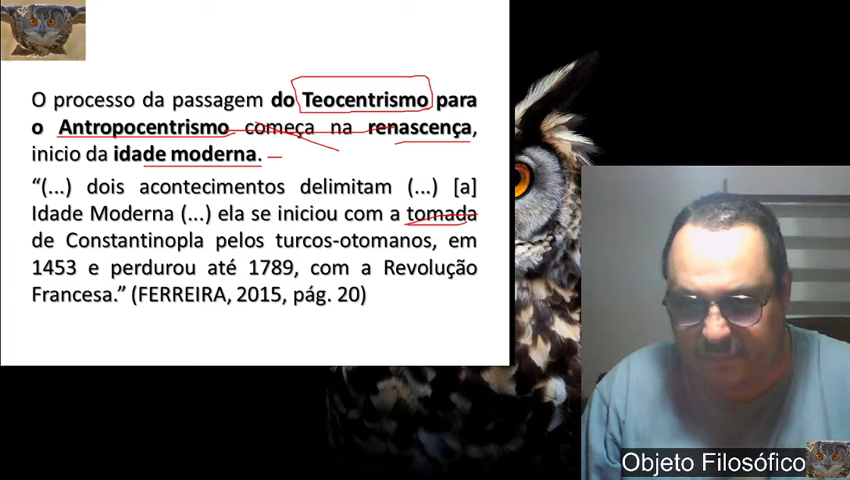 O processo da passagem do Teocentrismo para
o Antropocentrismo começa na renascença,
inicio da idade moderna.
“(...) dois acontecimentos delimitam (...) [a]
Idade Moderna (...) ela se iniciou com a tomada
de Constantinopla pelos turcos-otomanos, em
1453 e perdurou até 1789, com a Revolução
Francesa.” (FERREIRA, 2015, pág. 20)
Objeto Filosófico